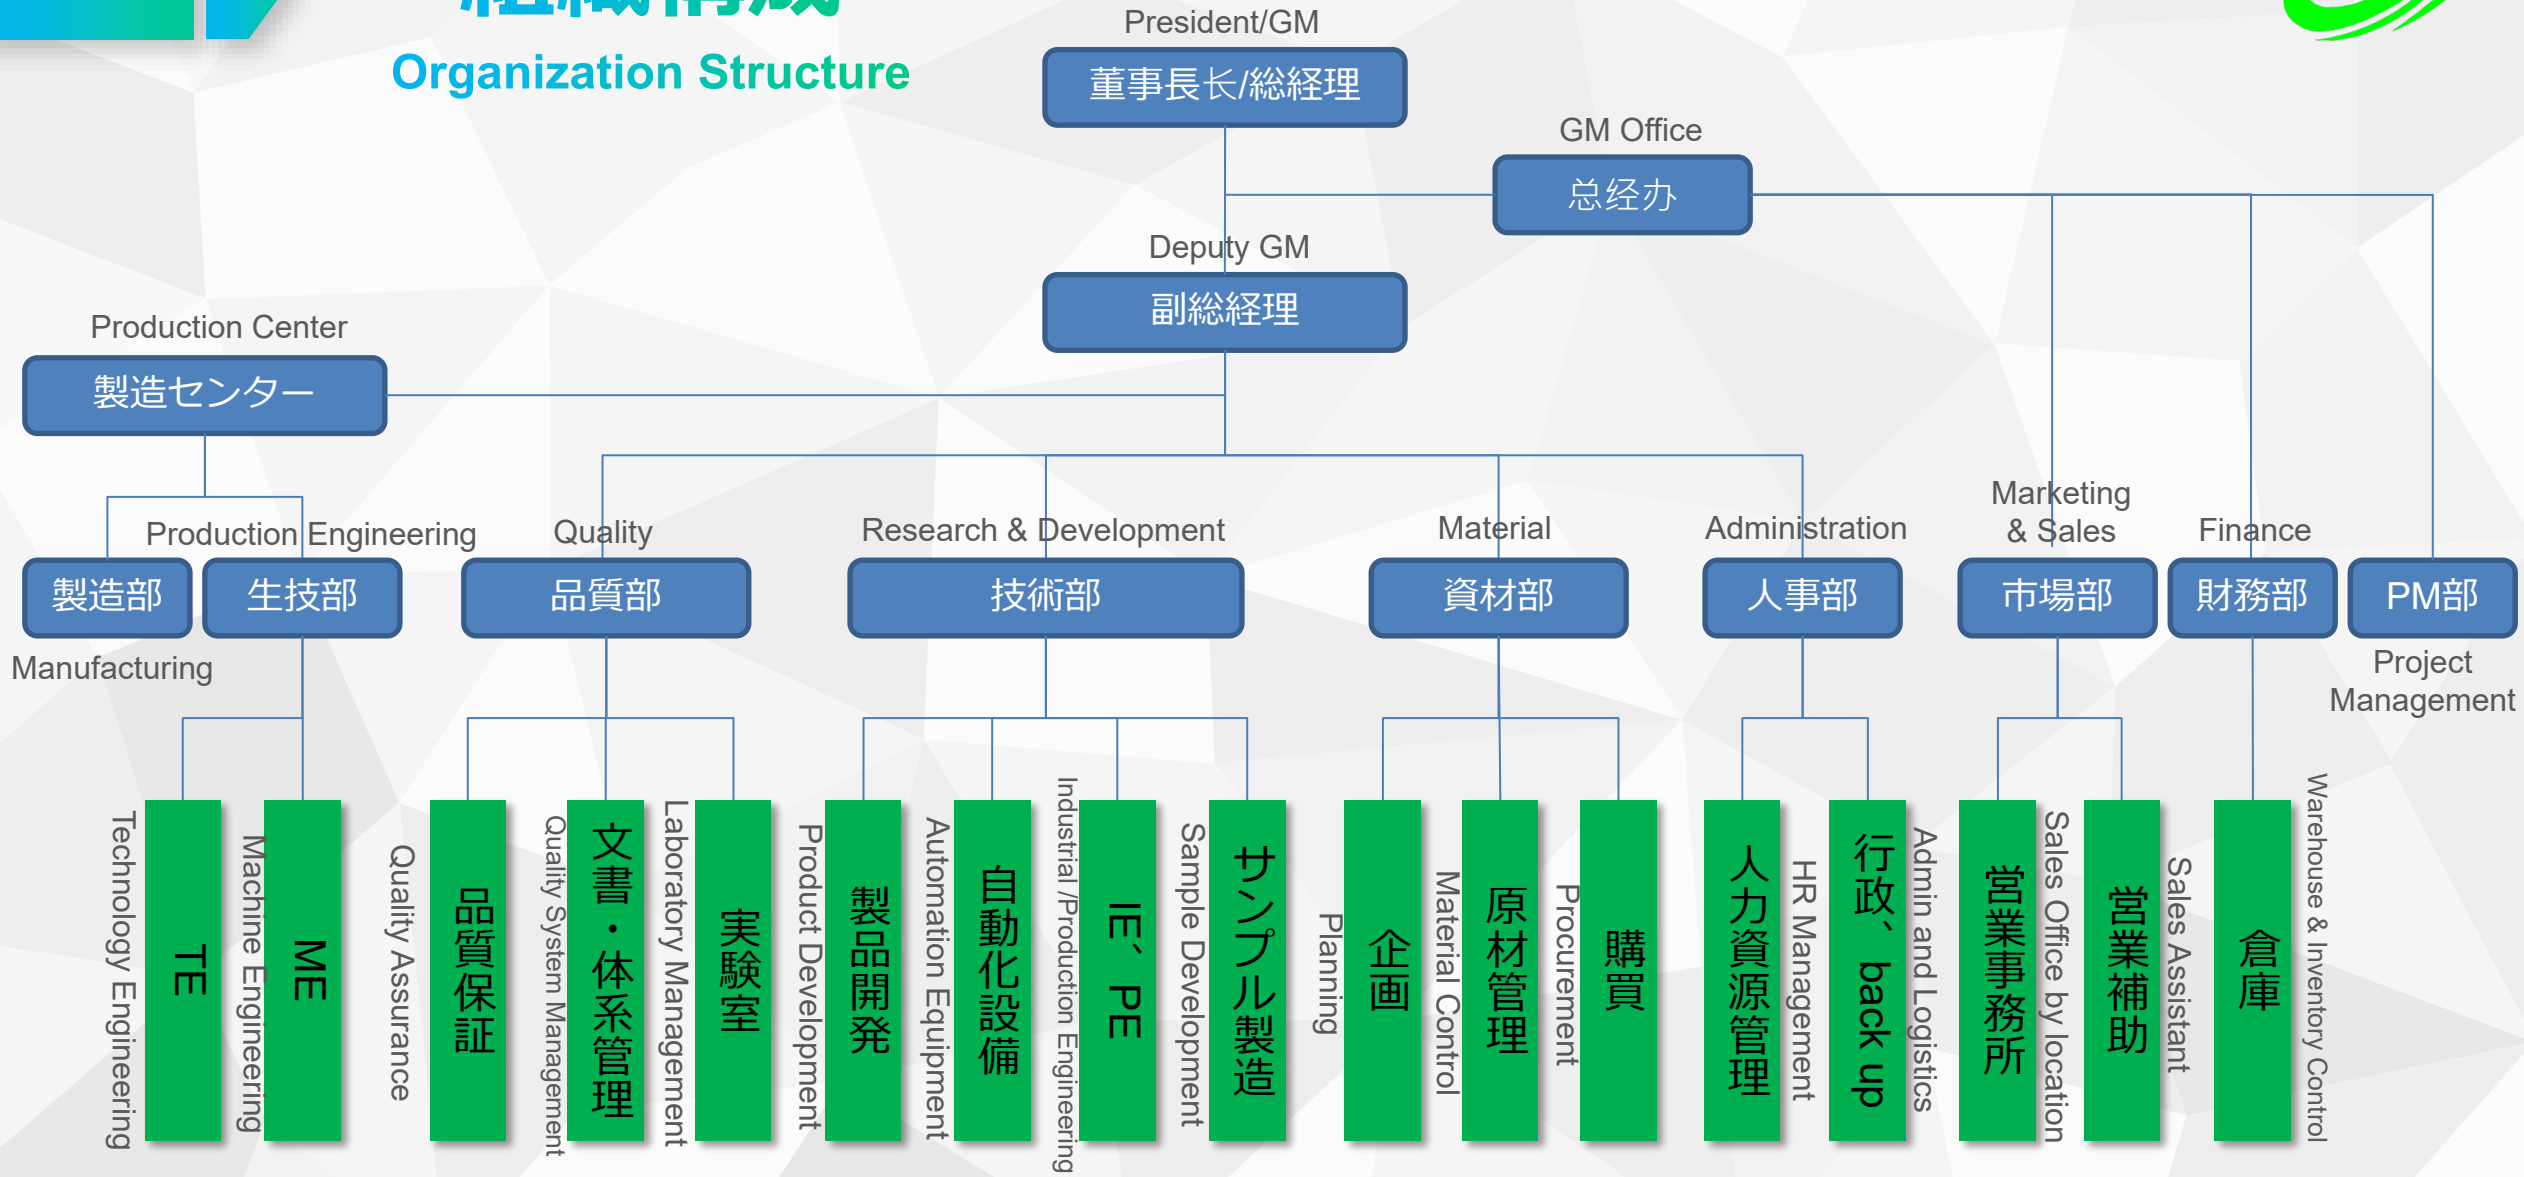 組織構成
Organization Structure
President/GM
董事長长/総経理
GM Office
总经办
Deputy GM
副総経理
Production Center
製造センター
Production Engineering
Quality
Research & Development
Material
Administration
Marketing
& Sales
Finance
製造部
生技部
品質部
技術部
資材部
人事部
市場部
財務部
PM部
Manufacturing
Project
Management
Technology Engineering
TE
Machine Engineering
ME
Quality Assurance
品質保証
Quality System Management
文書・体系管理
Laboratory Management
実験室
Product Development
製品開発
Automation Equipment
自動化設備
Industrial /Production Engineering
IE、PE
Sample Development
サンプル製造
Planning
企画
Material Control
原材管理
Procurement
購買
人力資源管理
HR Management
行政、back up
Admin and Logistics
営業事務所
Sales Office by location
営業補助
Sales Assistant
倉庫
Warehouse & Inventory Control